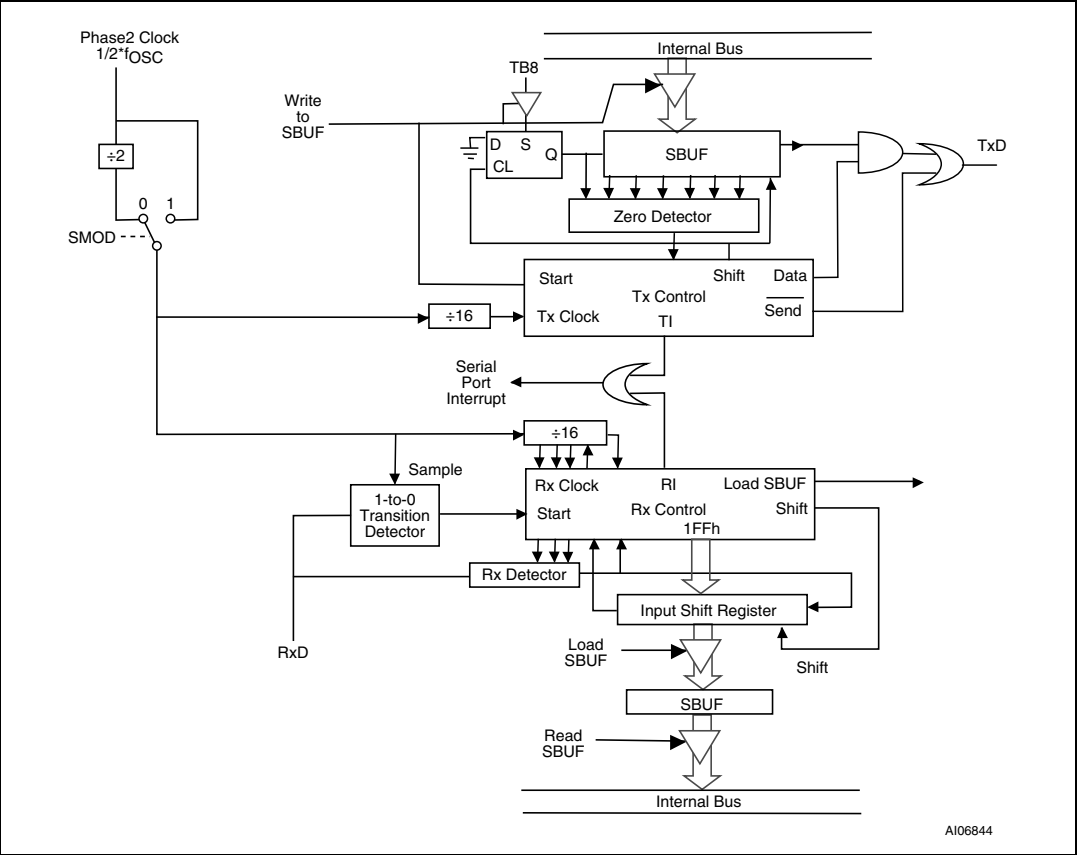 Phase2 Clock
1/2*fOSC
Internal Bus
TB8
Write
to
SBUF
D S
Q
CL
SBUF
TxD
÷2
0 1
SMOD
Zero Detector
Start
Shift
Data
Tx Control
Send
÷16
Tx Clock
TI
Serial
Port
Interrupt
÷16
Sample
Rx Clock
RI
Load SBUF
1-to-0
Transition
Detector
Start
Rx Control
Shift
1FFh
Rx Detector
Input Shift Register
RxD
Load
SBUF
Shift
SBUF
Read
SBUF
Internal Bus
AI06844